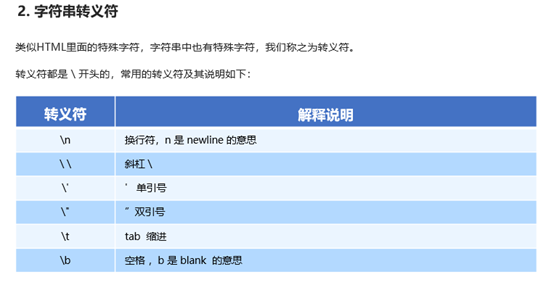 2. 字符串转义符
类似HTML里面的特殊字符，字符串中也有特殊字符，我们称之为转义符。
转义符都是 \ 开头的，常用的转义符及其说明如下：
转义符 解释说明
\n 换行符，n 是 newline 的意思
\ \ 斜杠 \
\' ' 单引号
\" ” 双引号
\t tab 缩进
\b 空格 ，b 是 blank 的意思